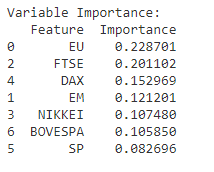 Variable Importance:
Feature Importance
0 EU 0.228701
2 FTSE 0.201102
4 DAX 0.152969
1 EM 0.121201
3 NIKKEI 0.107480
6 BOVESPA 0.105850
5 SP 0.082696